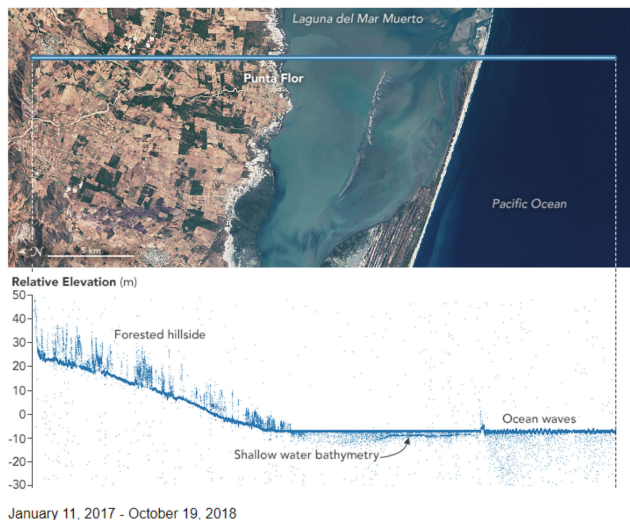 Laguna del Mar Muerto
Punta Flor
Pacific Ocean
N
5 km
Relative Elevation (m)
50
40
Forested hillside
30
20
10
0
Ocean waves
-10
Shallow water bathymetry
-20
-30
January 11, 2017 - October 19, 2018